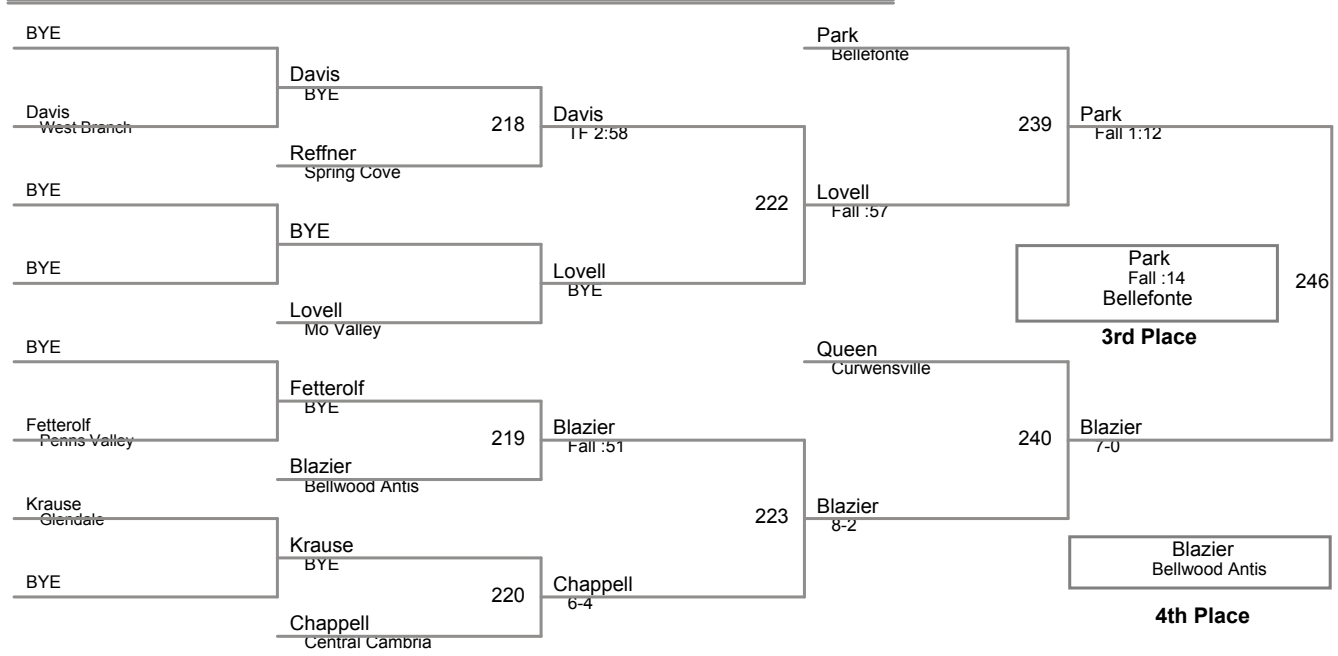 BYE
Davis
West Branch
BYE
BYE
BYE
Fetterolf
Penns Valley
Krause
Glendale
BYE
Davis
BYE
Reffner
Spring Cove
BYE
Lovell
Mo Valley
Fetterolf
BYE
Blazier
Bellwood Antis
Krause
BYE
Chappell
Central Cambria
218
219
220
Davis
TF 2:58
Lovell
BYE
Blazier
Fall :51
Chappell
6-4
222
223
Park
Bellefonte
Lovell
Fall :57
Queen
Curwensville
Blazier
8-2
239
240
Park
Fall 1:12
Blazier
7-0
246
Park
Fall :14
Bellefonte
3rd Place
Blazier
Bellwood Antis
4th Place